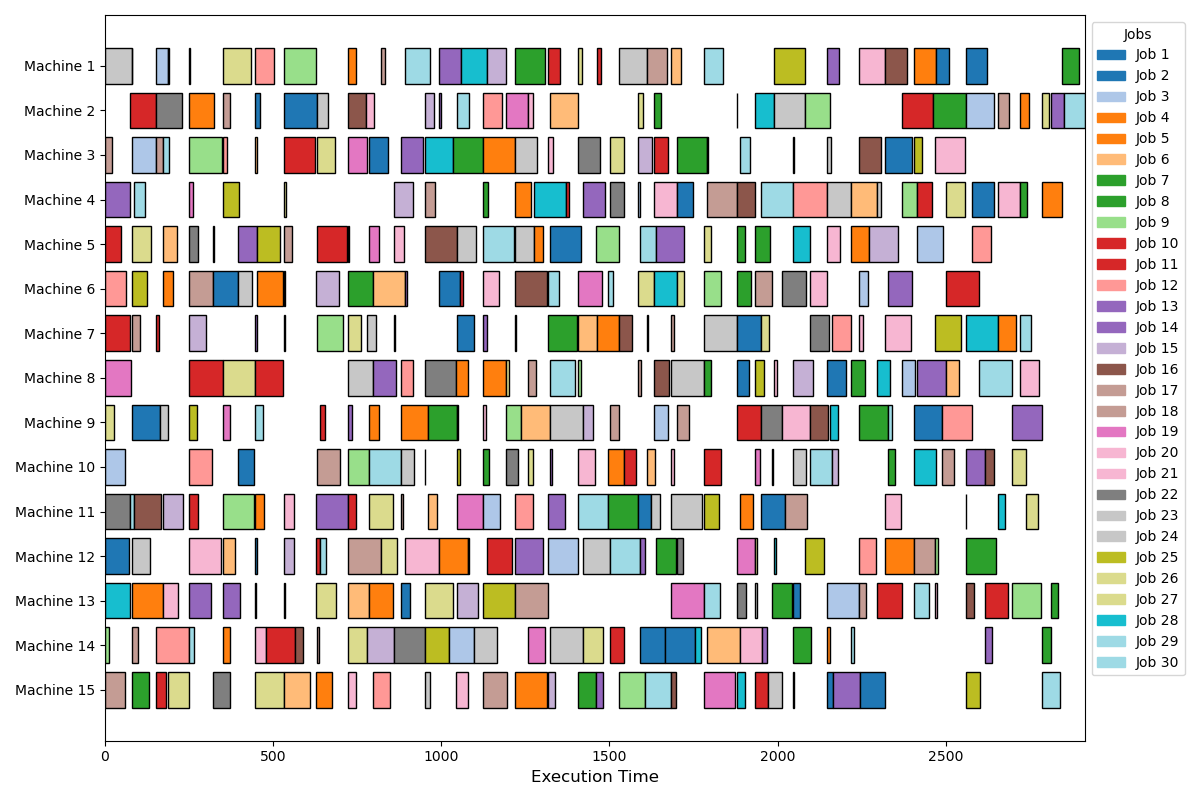 Machine 1
Machine 2
Machine 3
Machine 4
Machine 5
Machine 6
Machine 7
Machine 8
Machine 9
Machine 10
Machine 11
Machine 12
Machine 13
Machine 14
Machine 15
0 500 1000 1500 2000 2500
Execution Time
Jobs
Job 1
Job 2
Job 3
Job 4
Job 5
Job 6
Job 7
Job 8
Job 9
Job 10
Job 11
Job 12
Job 13
Job 14
Job 15
Job 16
Job 17
Job 18
Job 19
Job 20
Job 21
Job 22
Job 23
Job 24
Job 25
Job 26
Job 27
Job 28
Job 29
Job 30